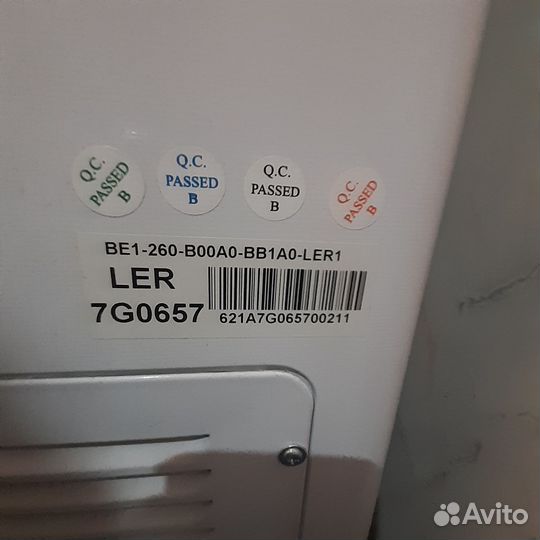 Q.C.
PASSED
B
Q.C.
PASSED
B
Q.C.
PASSED
B
Q.C.
PASSED
B
BE1-260-B00A0-BB1A0-LER1
LER
7G0657
621A7G065700211
Avito